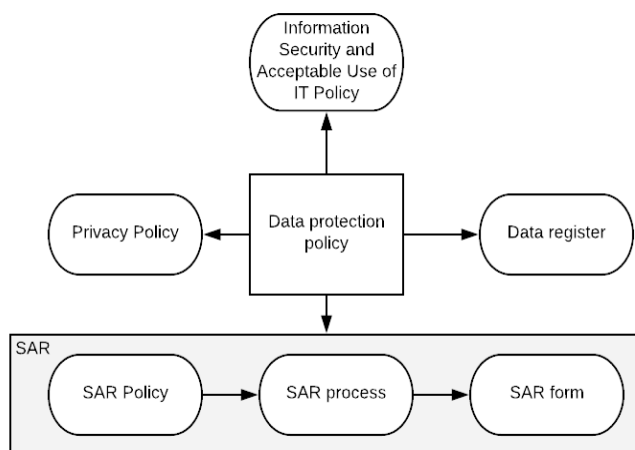 Information
Security and
Acceptable Use of
IT Policy
Privacy Policy
Data protection
policy
Data register
SAR
SAR Policy
SAR process
SAR form